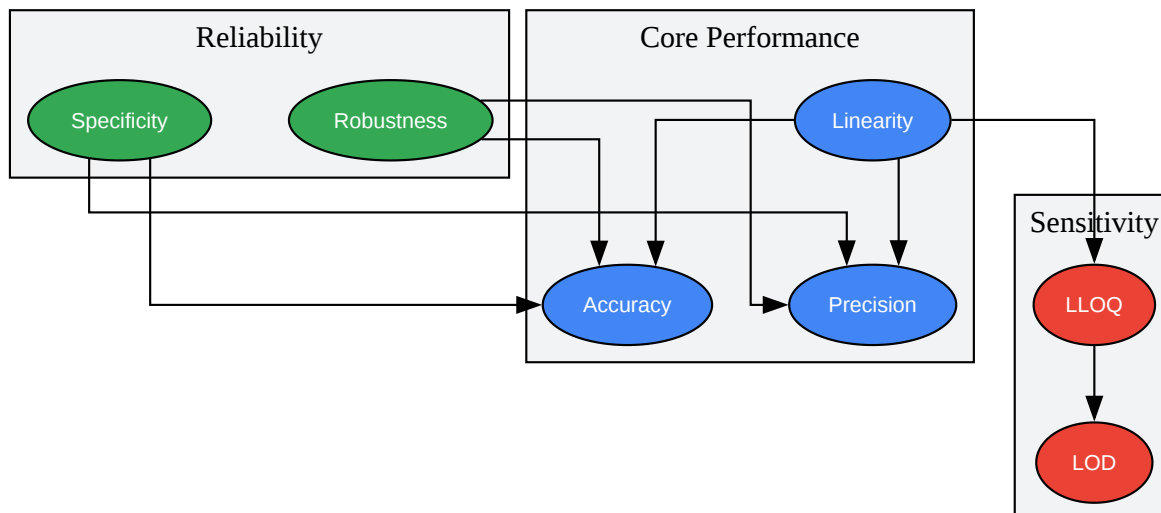 Reliability
Core Performance
Specificity
Robustness
Linearity
Sensitivity
Accuracy
Precision
LLOQ
LOD